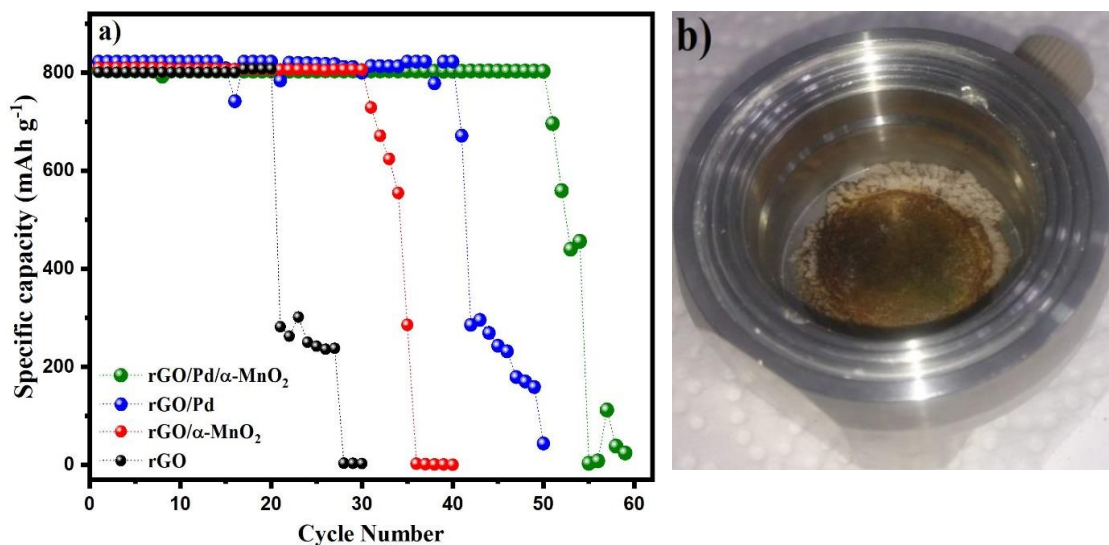 a)
b)
Specific capacity (mAh g⁻¹)
800
600
400
200
0
rGO/Pd/α-MnO₂
rGO/Pd
rGO/α-MnO₂
rGO
0
10
20
30
40
50
60
Cycle Number